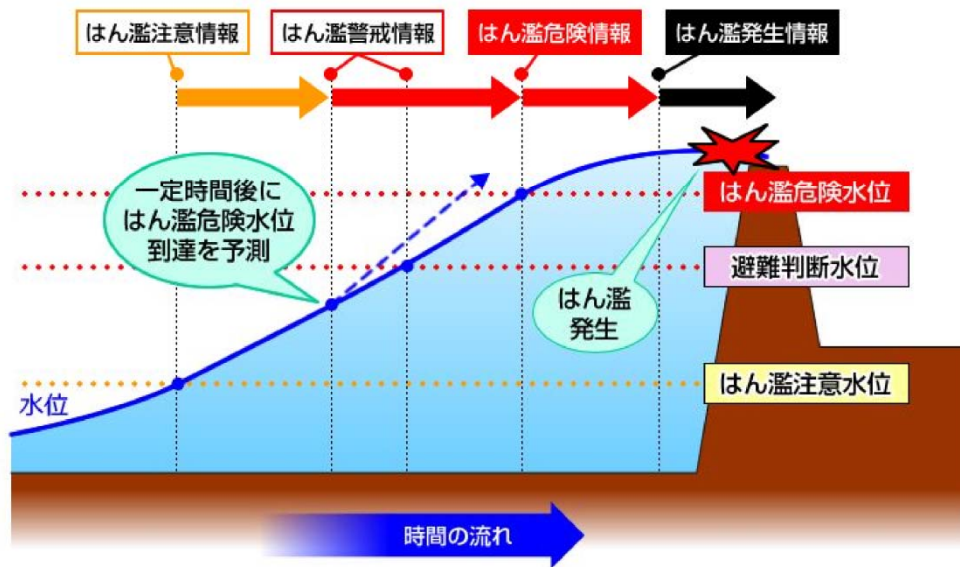 はん濫注意情報
はん濫警戒情報
はん濫危険情報
はん濫発生情報
一定時間後に
はん濫危険水位
到達を予測
はん濫危険水位
避難判断水位
はん濫
発生
はん濫注意水位
水位
時間の流れ